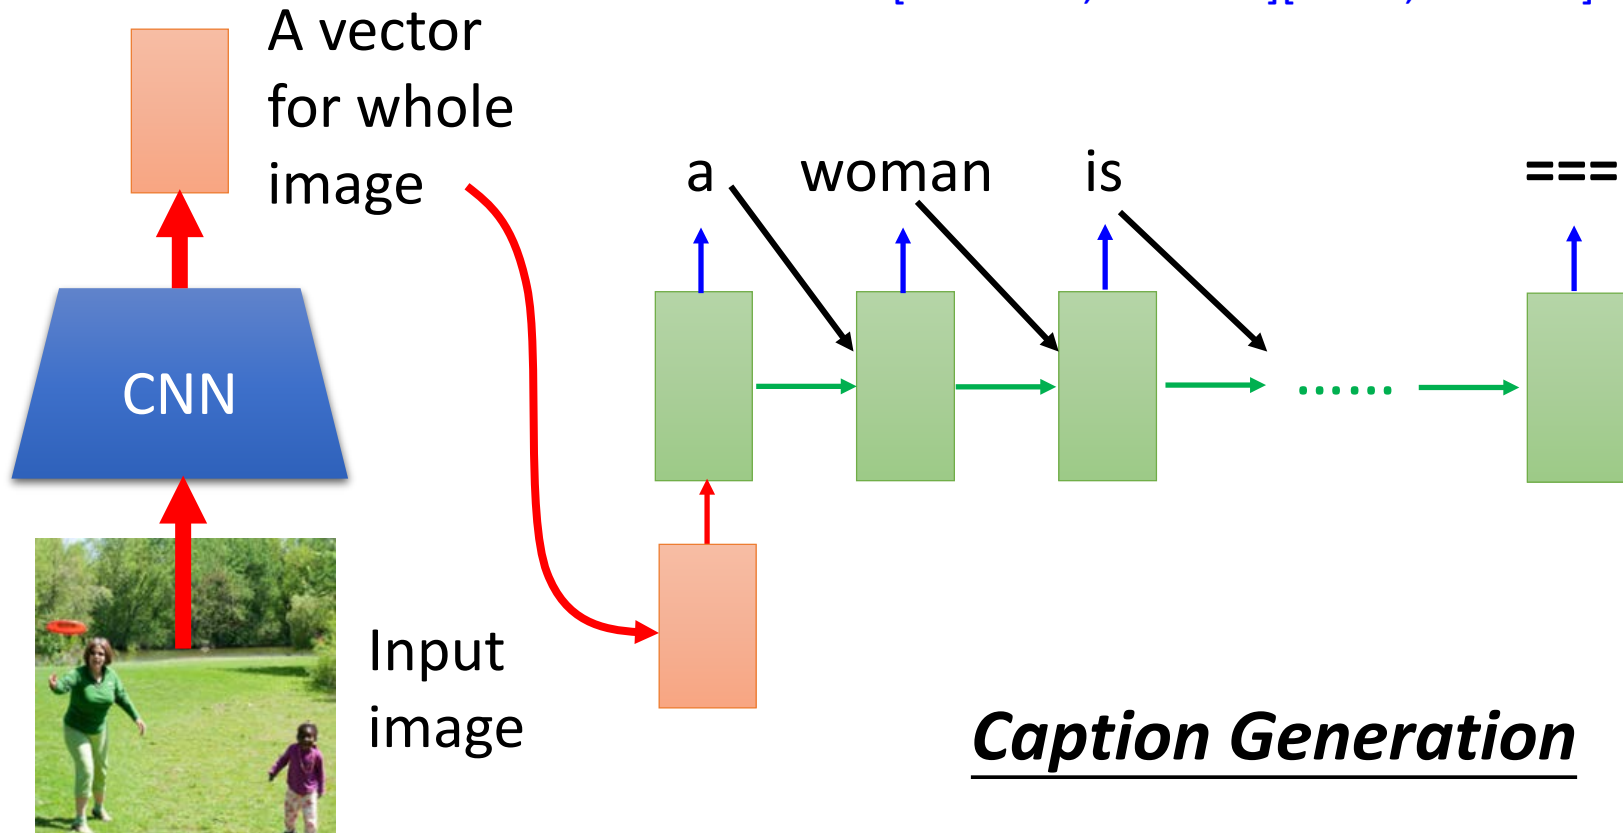 A vector
for whole
image
a woman is ===
CNN
......
Input
image
Caption Generation